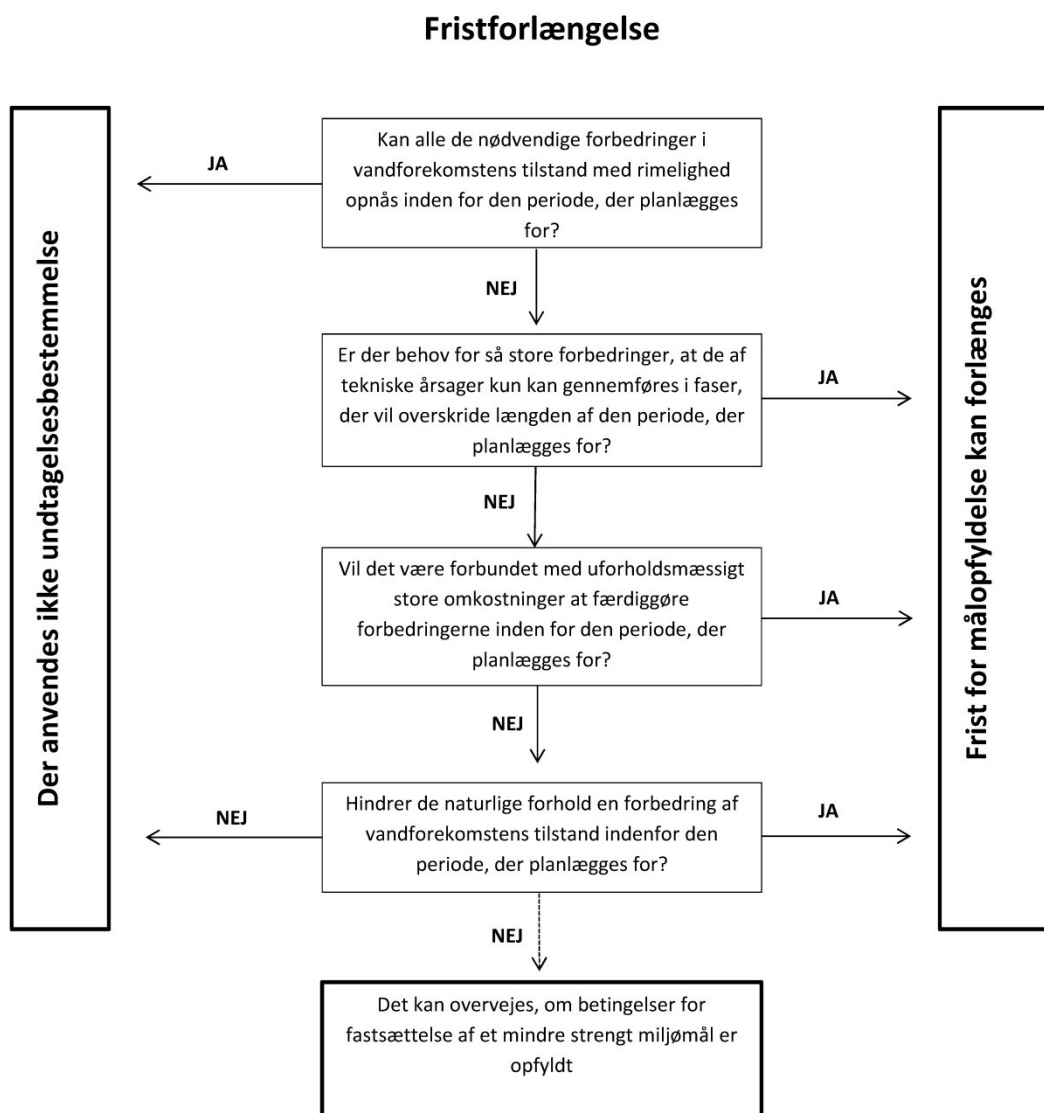 Fristforlængelse
Der anvendes ikke undtagelsesbestemmelse
Kan alle de nødvendige forbedringer i
vandforekomstens tilstand med rimelighed
opnås inden for den periode, der planlægges
for?
JA
NEJ
Er der behov for så store forbedringer, at de af
tekniske årsager kun kan gennemføres i faser,
der vil overskride længden af den periode, der
planlægges for?
JA
NEJ
Vil det være forbundet med uforholdsmæssigt
store omkostninger at færdiggøre
forbedringerne inden for den periode, der
planlægges for?
JA
NEJ
Hindrer de naturlige forhold en forbedring af
vandforekomstens tilstand indenfor den
periode, der planlægges for?
NEJ
JA
NEJ
Det kan overvejes, om betingelser for
fastsættelse af et mindre strengt miljømål er
opfyldt
Frist for målopfyldelse kan forlænges